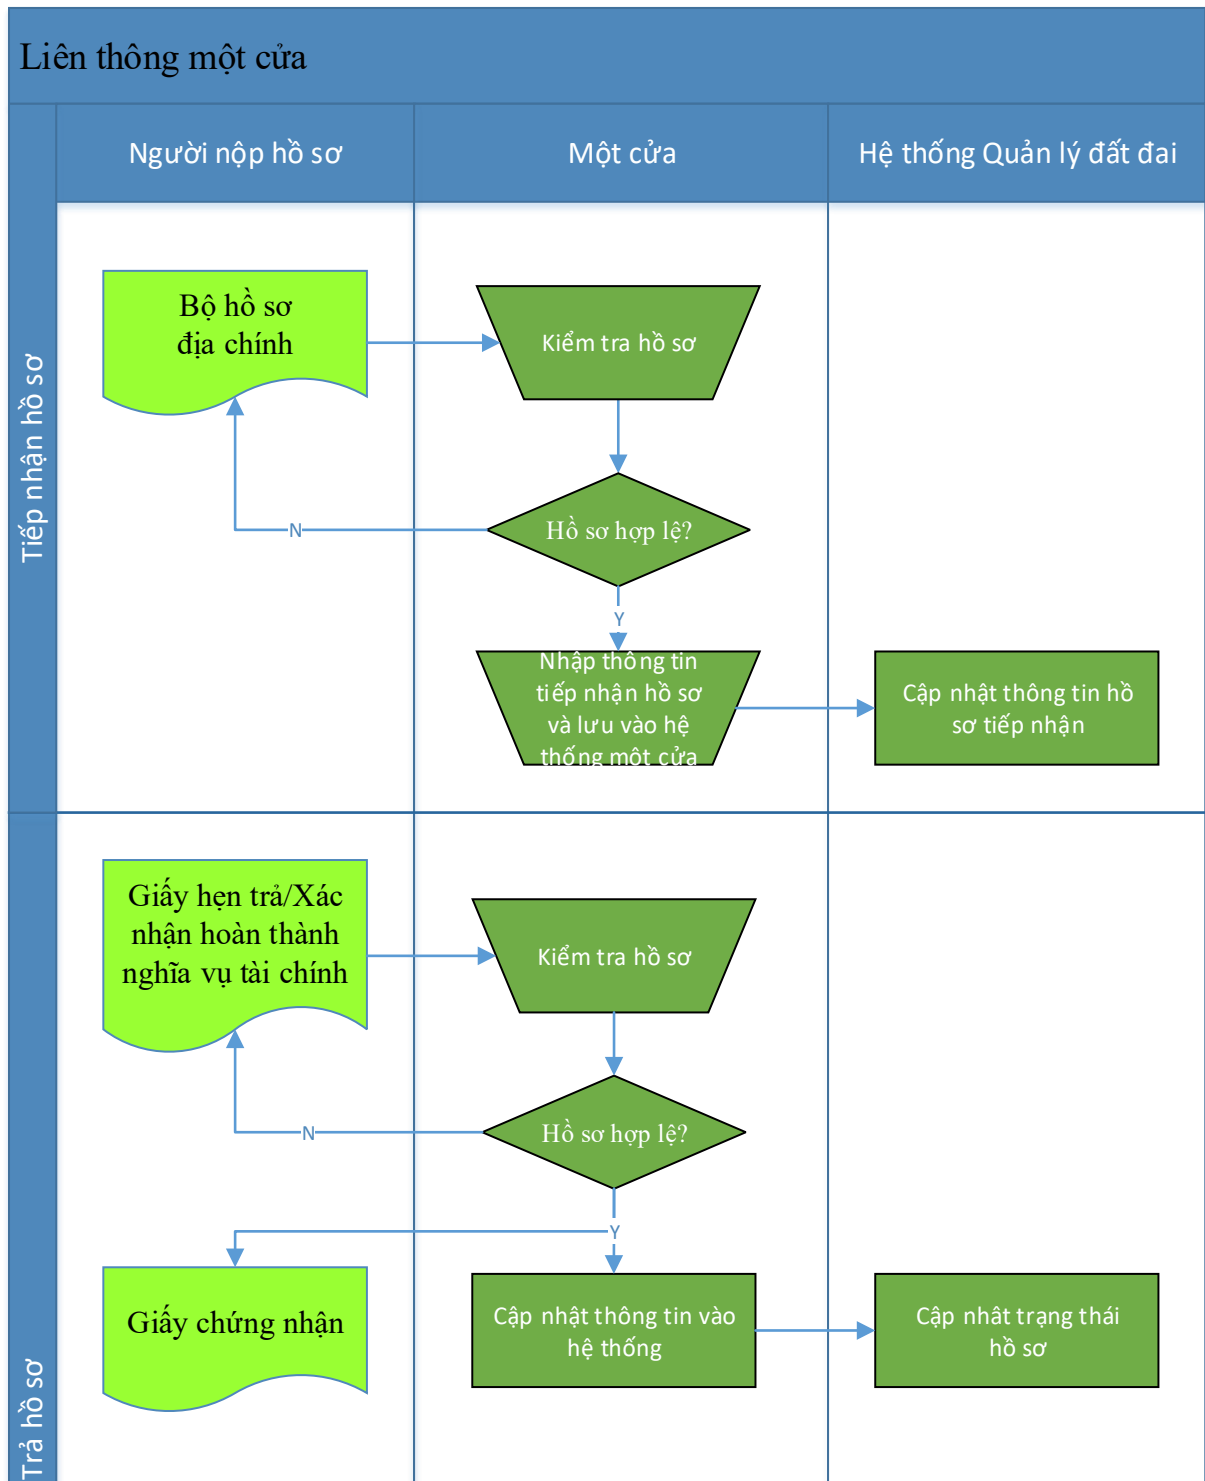 Liên thông một cửa
Người nộp hồ sơ
Một cửa
Hệ thống Quản lý đất đai
Tiếp nhận hồ sơ
Bộ hồ sơ
địa chính
Kiểm tra hồ sơ
Hồ sơ hợp lệ?
N
Y
Nhập thông tin
tiếp nhận hồ sơ
và lưu vào hệ
thống một cửa
Cập nhật thông tin hồ
sơ tiếp nhận
Trả hồ sơ
Giấy hẹn trả/Xác
nhận hoàn thành
nghĩa vụ tài chính
Kiểm tra hồ sơ
Hồ sơ hợp lệ?
N
Y
Giấy chứng nhận
Cập nhật thông tin vào
hệ thống
Cập nhât trạng thái
hồ sơ